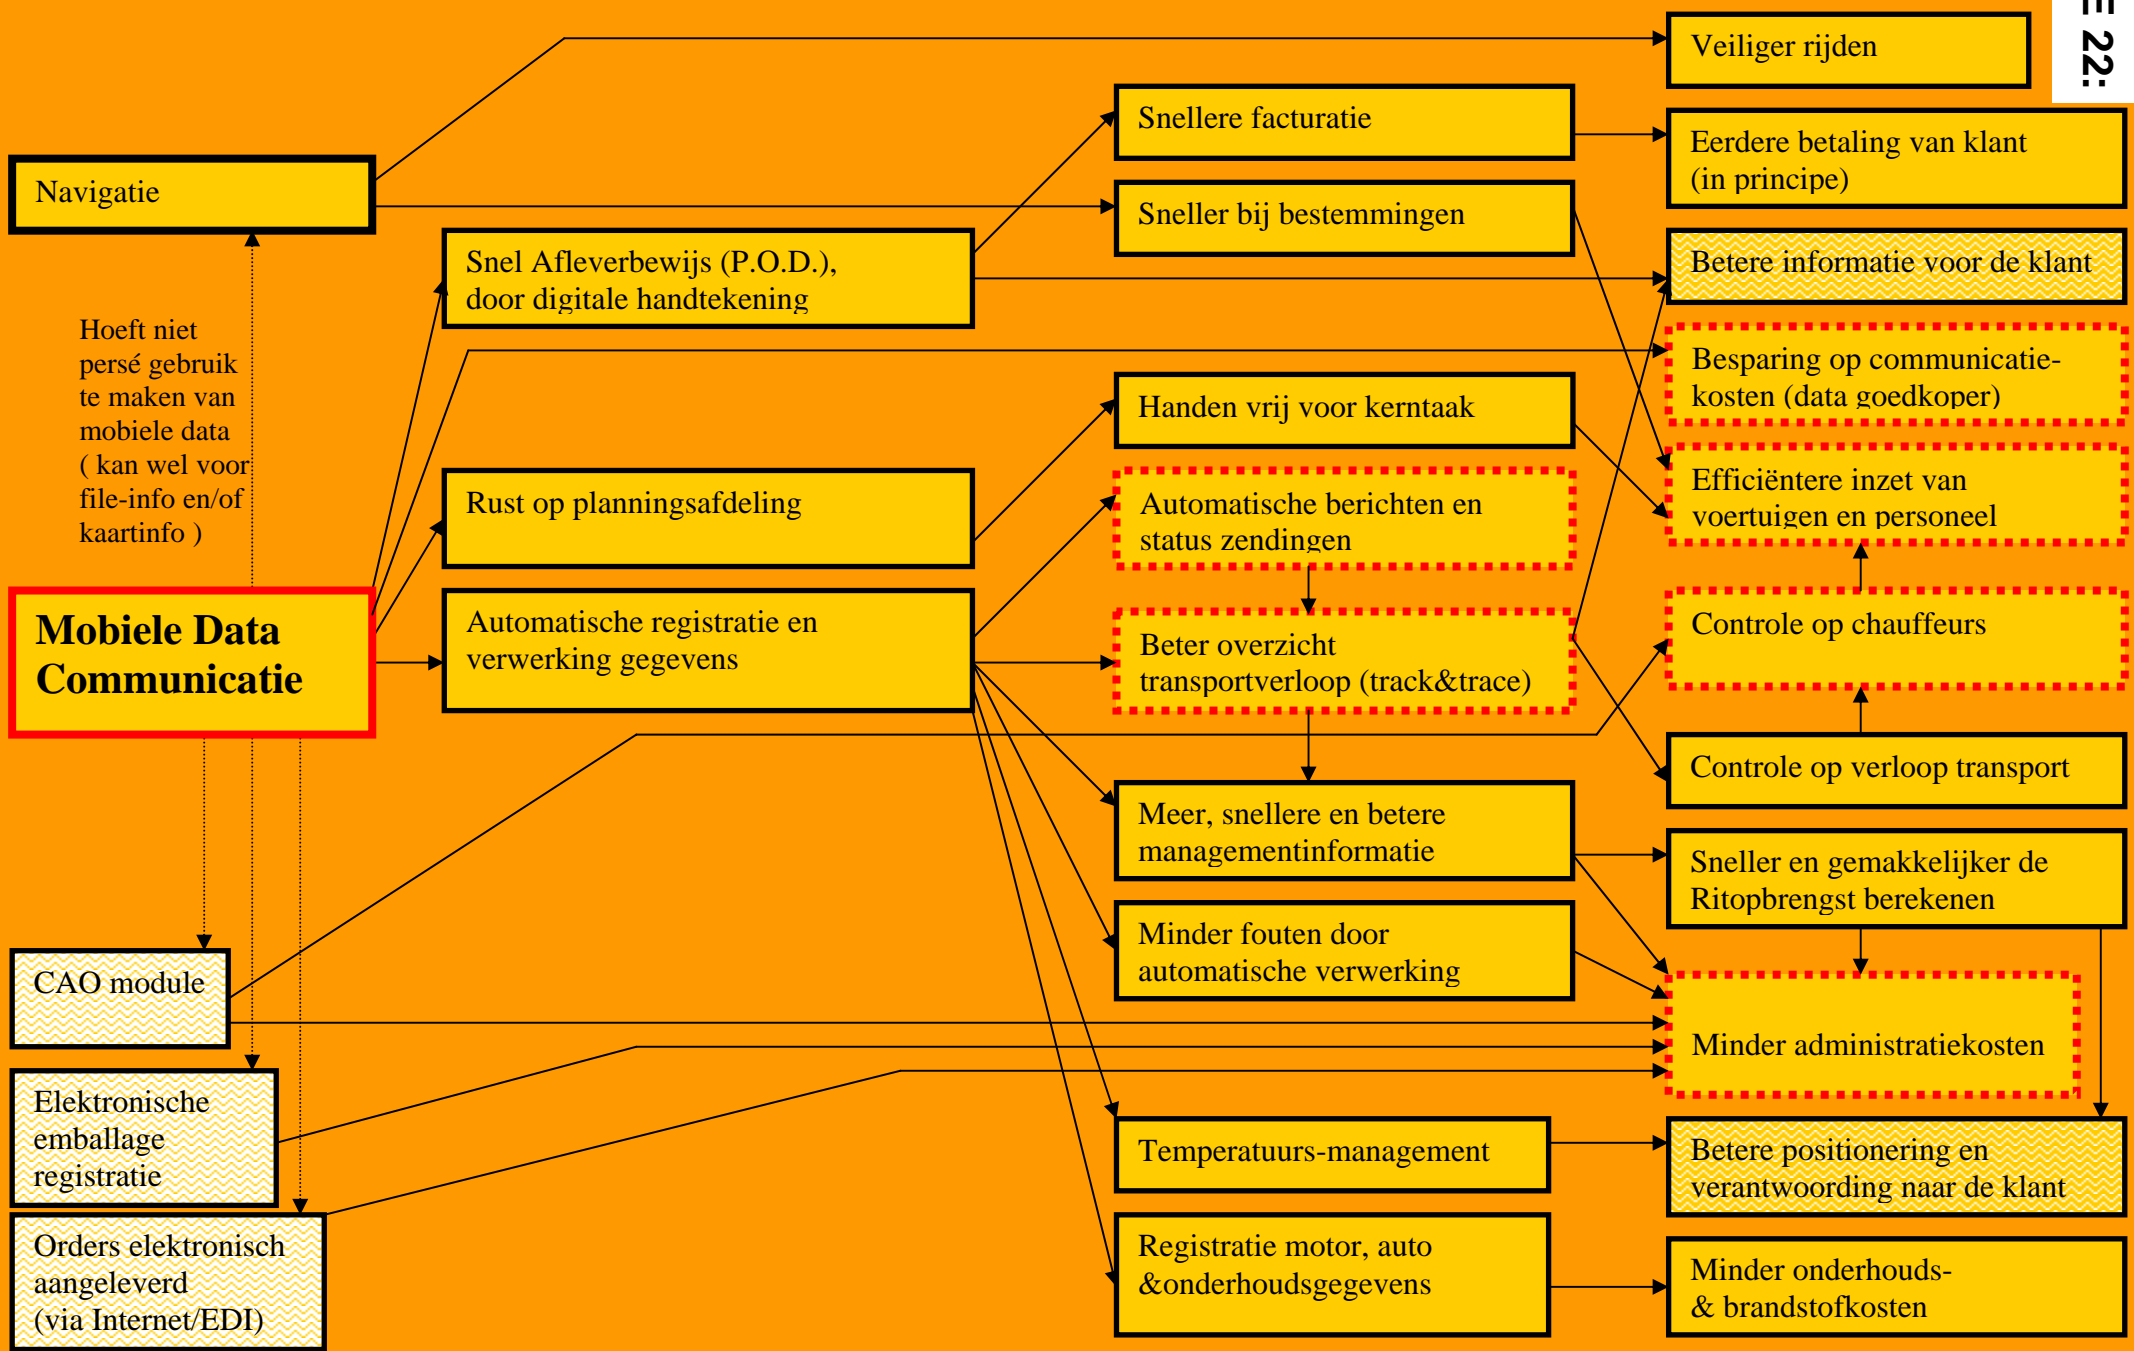 E 22:
Veiliger rijden
Snellere facturatie
Eerdere betaling van klant
(in principe)
Navigatie
Sneller bij bestemmingen
Snel Afleverbewijs (P.O.D.),
door digitale handtekening
Betere informatie voor de klant
Hoeft niet
persé gebruik
te maken van
mobiele data
( kan wel voor
file-info en/of
kaartinfo )
Besparing op communicatie-
kosten (data goedkoper)
Handen vrij voor kerntaak
Rust op planningsafdeling
Automatische berichten en
status zendingen
Efficiëntere inzet van
voertuigen en personeel
Mobiele Data
Communicatie
Automatische registratie en
verwerking gegevens
Beter overzicht
transportverloop (track&trace)
Controle op chauffeurs
Controle op verloop transport
Meer, snellere en betere
managementinformatie
Sneller en gemakkelijker de
Ritopbrengst berekenen
Minder fouten door
automatische verwerking
CAO module
Minder administratiekosten
Elektronische
emballage
registratie
Temperatuurs-management
Betere positionering en
verantwoording naar de klant
Orders elektronisch
aangeleverd
(via Internet/EDI)
Registratie motor, auto
&onderhoudsgegevens
Minder onderhouds-
& brandstofkosten